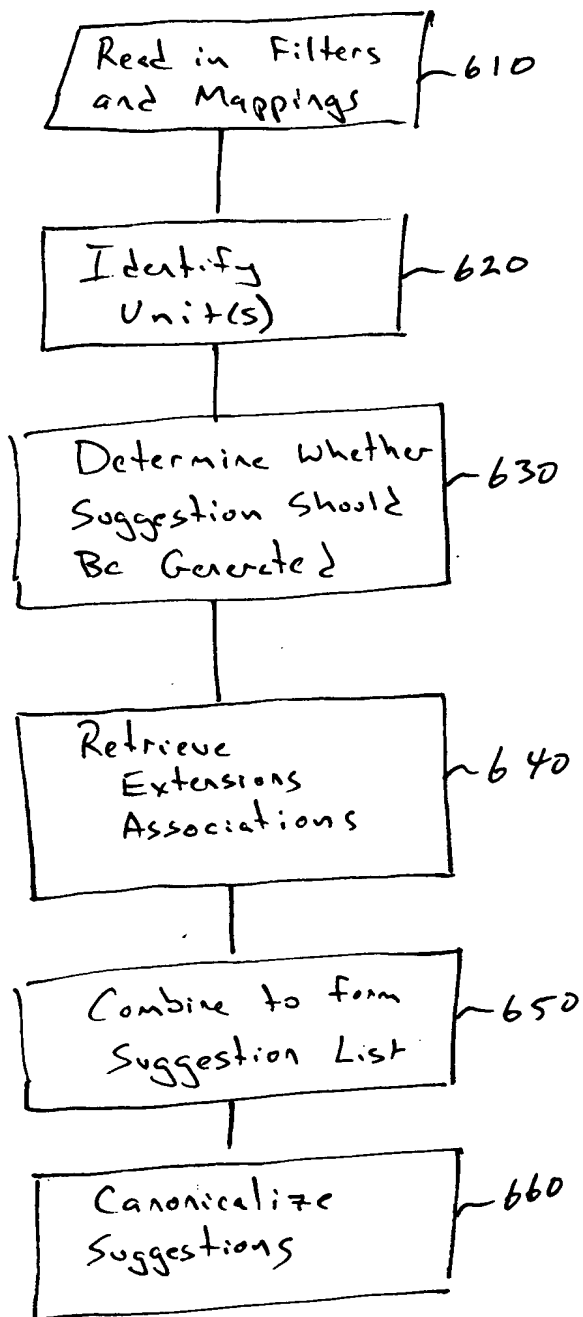 Read in Filters
and Mappings
610
Identify
Unit(s)
620
Determine whether
Suggestion Should
Be Generated
630
Retrieve
Extensions
Associations
640
Combine to form
Suggestion List
650
Canonicalize
Suggestions
660